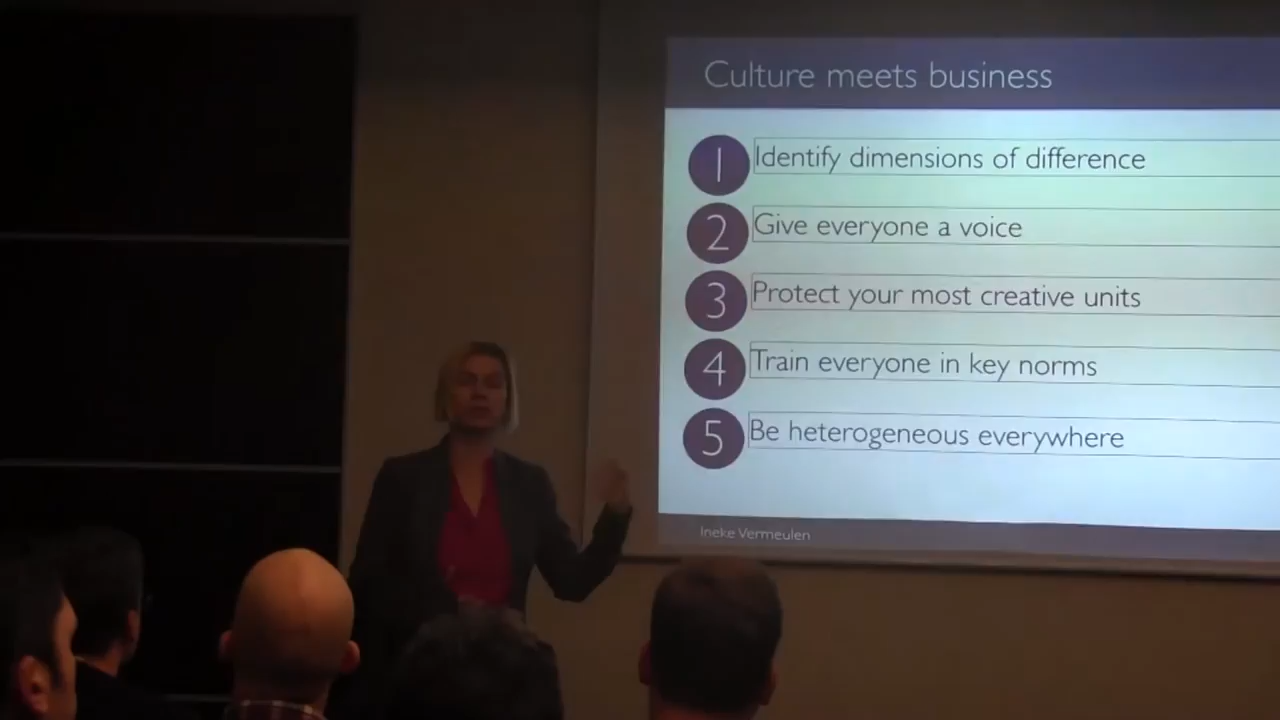 Culture meets business
1 Identify dimensions of difference
2 Give everyone a voice
3 Protect your most creative units
4 Train everyone in key norms
5 Be heterogeneous everywhere
Ineke Vermeulen